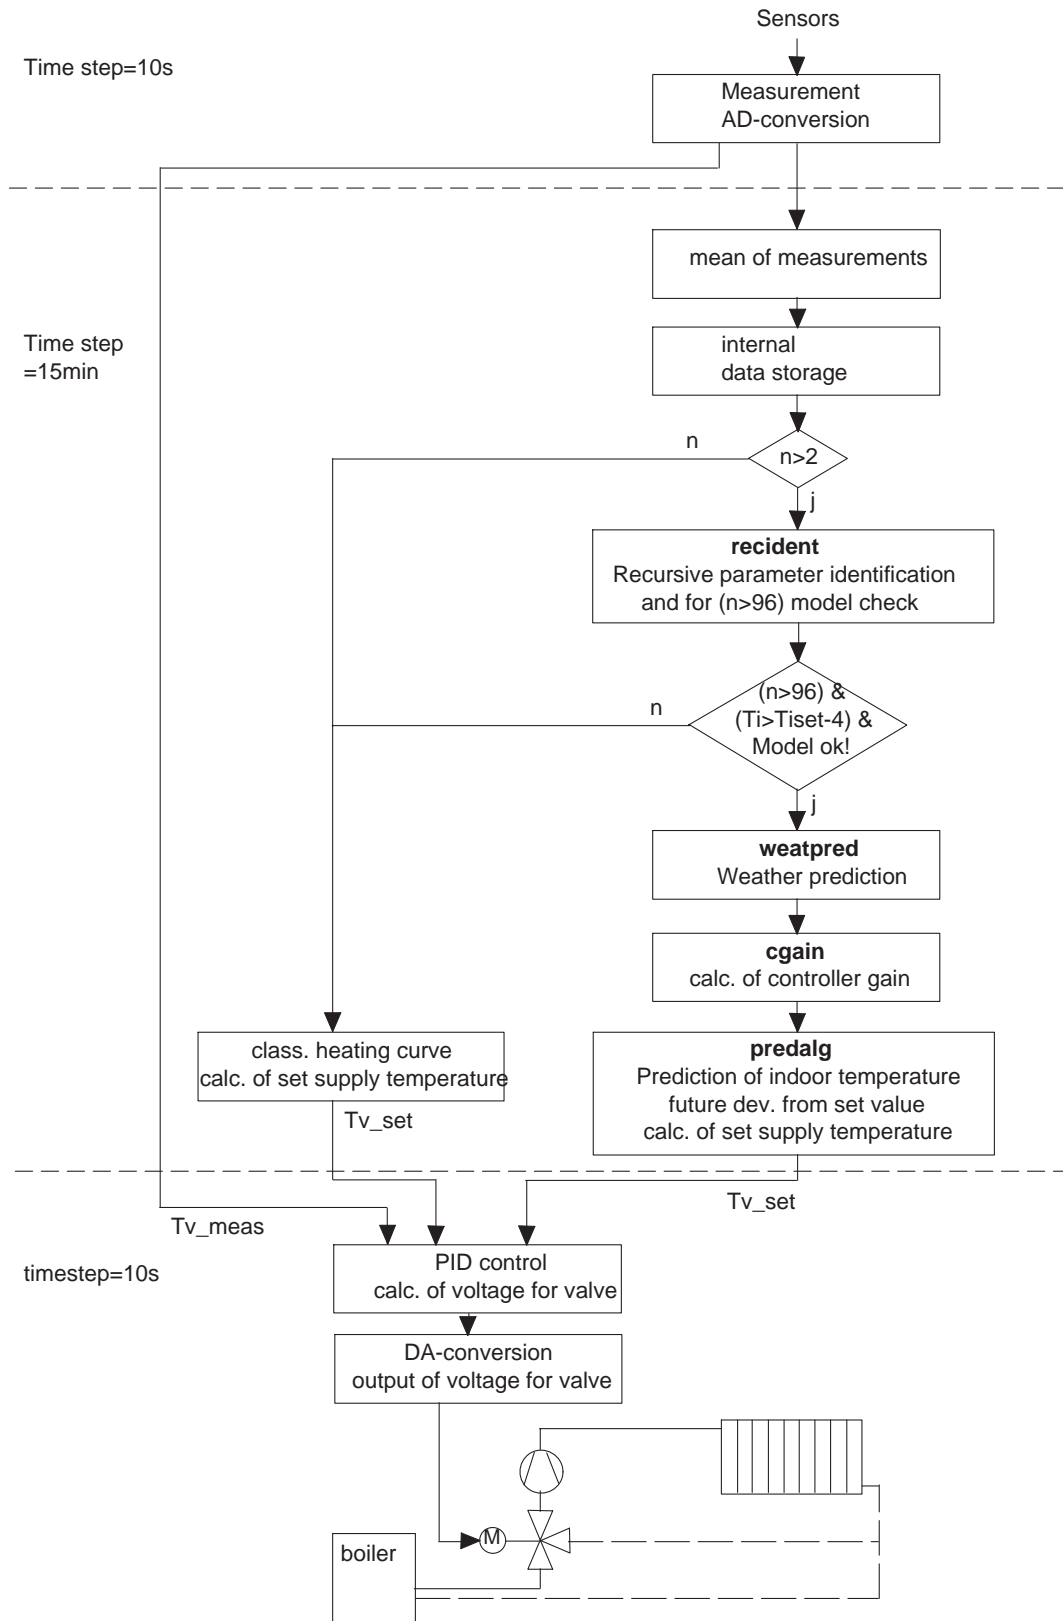 Sensors
Time step=10s
Measurement
AD-conversion
mean of measurements
Time step
=15min
internal
data storage
n
n>2
j
recident
Recursive parameter identification
and for (n>96) model check
(n>96) &
(Ti>Tiset-4) &
Model ok!
n
j
weatpred
Weather prediction
cgain
calc. of controller gain
class. heating curve
calc. of set supply temperature
Tv_set
predalg
Prediction of indoor temperature
future dev. from set value
calc. of set supply temperature
Tv_set
Tv_meas
timestep=10s
PID control
calc. of voltage for valve
DA-conversion
output of voltage for valve
M
boiler